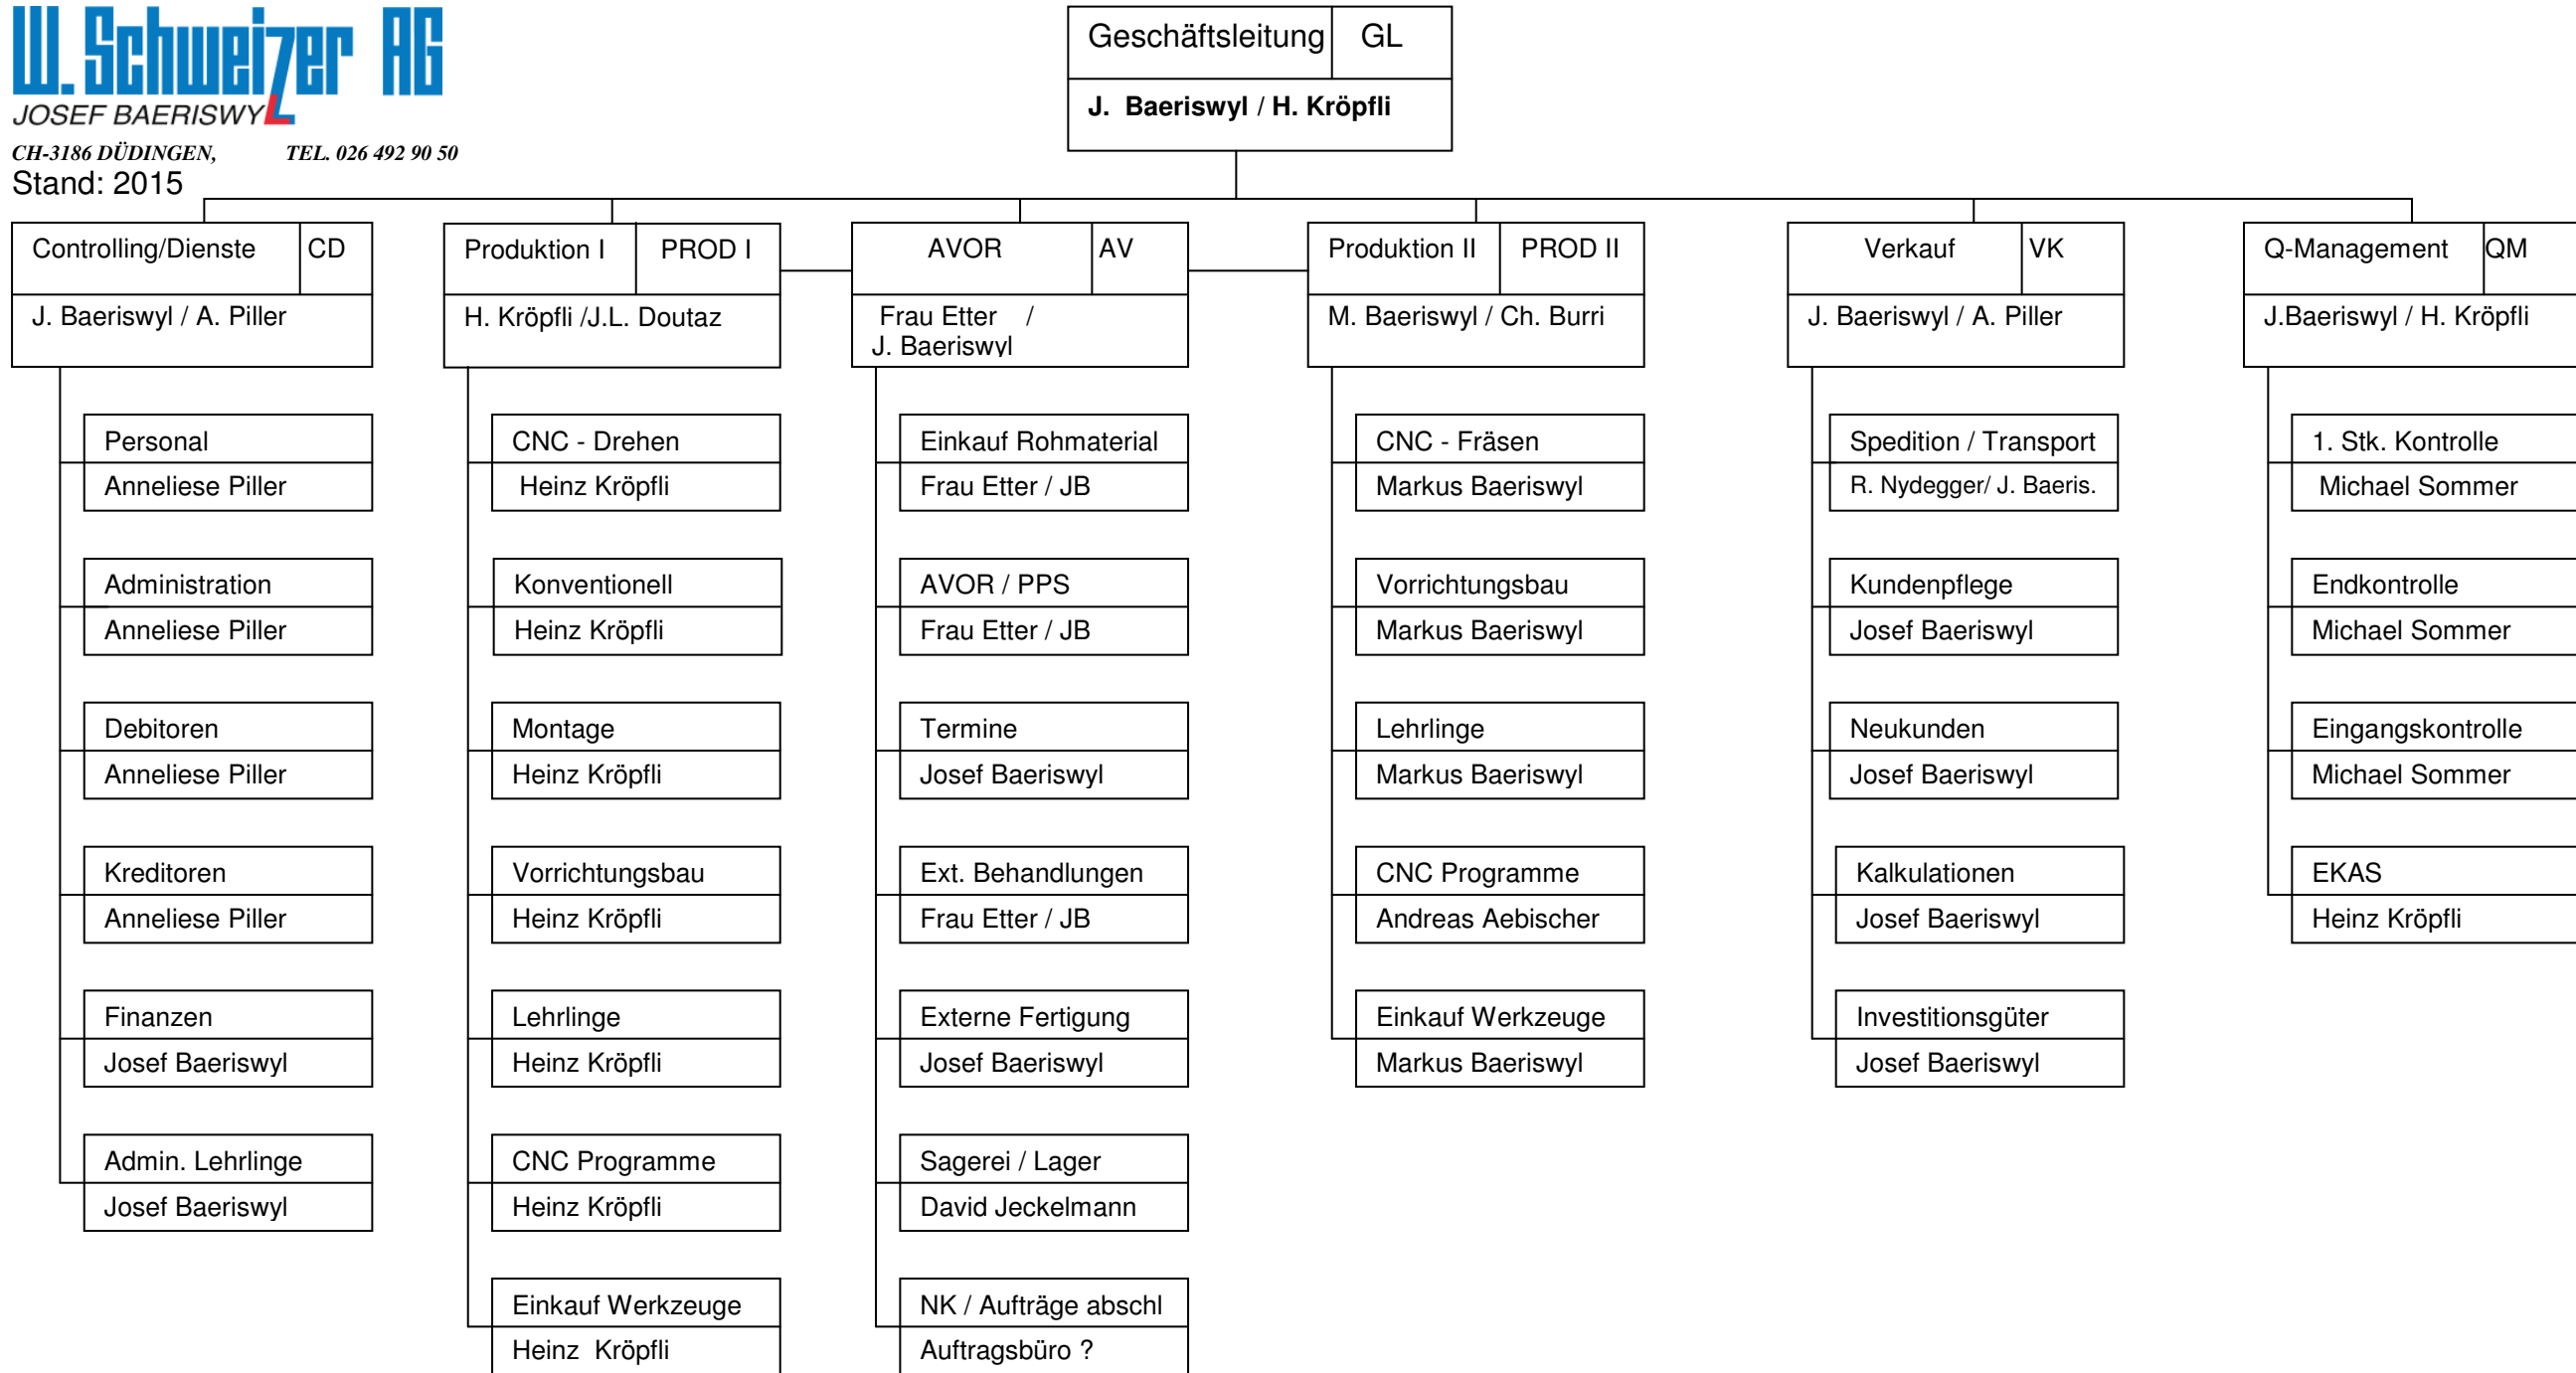 W. Schweizer AG
JOSEF BAERISWYL
CH-3186 DÜDINGEN, TEL. 026 492 90 50
Stand: 2015
Geschäftsleitung GL
J. Baeriswyl / H. Kröpfli
Controlling/Dienste CD
J. Baeriswyl / A. Piller
Personal
Anneliese Piller
Administration
Anneliese Piller
Debitoren
Anneliese Piller
Kreditoren
Anneliese Piller
Finanzen
Josef Baeriswyl
Admin. Lehrlinge
Josef Baeriswyl
Produktion I PROD I
H. Kröpfli /J.L. Doutaz
CNC - Drehen
Heinz Kröpfli
Konventionell
Heinz Kröpfli
Montage
Heinz Kröpfli
Vorrichtungsbau
Heinz Kröpfli
Lehrlinge
Heinz Kröpfli
CNC Programme
Heinz Kröpfli
Einkauf Werkzeuge
Heinz Kröpfli
AVOR AV
Frau Etter /
J. Baeriswyl
Einkauf Rohmaterial
Frau Etter / JB
AVOR / PPS
Frau Etter / JB
Termine
Josef Baeriswyl
Ext. Behandlungen
Frau Etter / JB
Externe Fertigung
Josef Baeriswyl
Sagerei / Lager
David Jeckelmann
NK / Aufträge abschl
Auftragsbüro ?
Produktion II PROD II
M. Baeriswyl / Ch. Burri
CNC - Fräsen
Markus Baeriswyl
Vorrichtungsbau
Markus Baeriswyl
Lehrlinge
Markus Baeriswyl
CNC Programme
Andreas Aebischer
Einkauf Werkzeuge
Markus Baeriswyl
Verkauf VK
J. Baeriswyl / A. Piller
Spedition / Transport
R. Nydegger/ J. Baeris.
Kundenpflege
Josef Baeriswyl
Neukunden
Josef Baeriswyl
Kalkulationen
Josef Baeriswyl
Investitionsgüter
Josef Baeriswyl
Q-Management QM
J.Baeriswyl / H. Kröpfli
1. Stk. Kontrolle
Michael Sommer
Endkontrolle
Michael Sommer
Eingangskontrolle
Michael Sommer
EKAS
Heinz Kröpfli